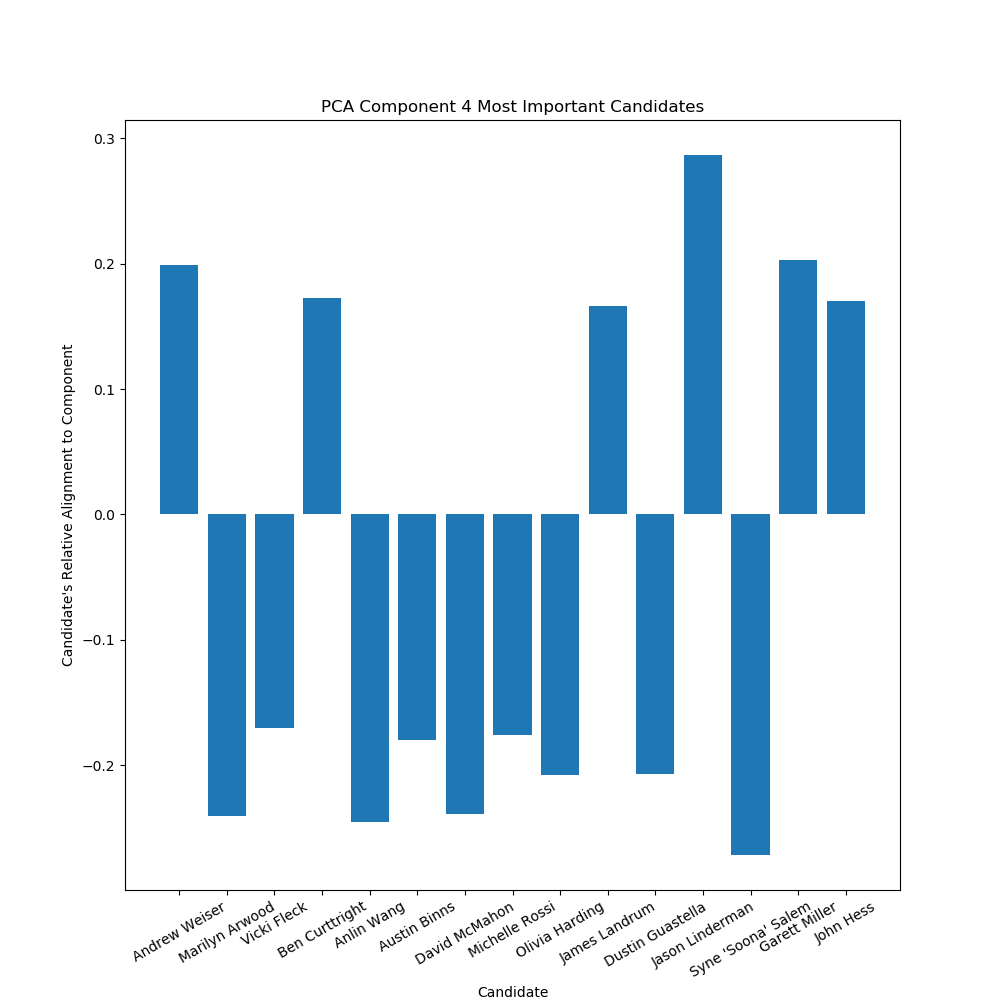 PCA Component 4 Most Important Candidates
Candidate's Relative Alignment to Component
0.3
0.2
0.1
0.0
−0.1
−0.2
Andrew Weiser
Marilyn Arwood
Vicki Fleck
Ben Curttright
Anlin Wang
Austin Binns
David McMahon
Michelle Rossi
Olivia Harding
James Landrum
Dustin Guastella
Jason Linderman
Syne 'Soona' Salem
Garett Miller
John Hess
Candidate